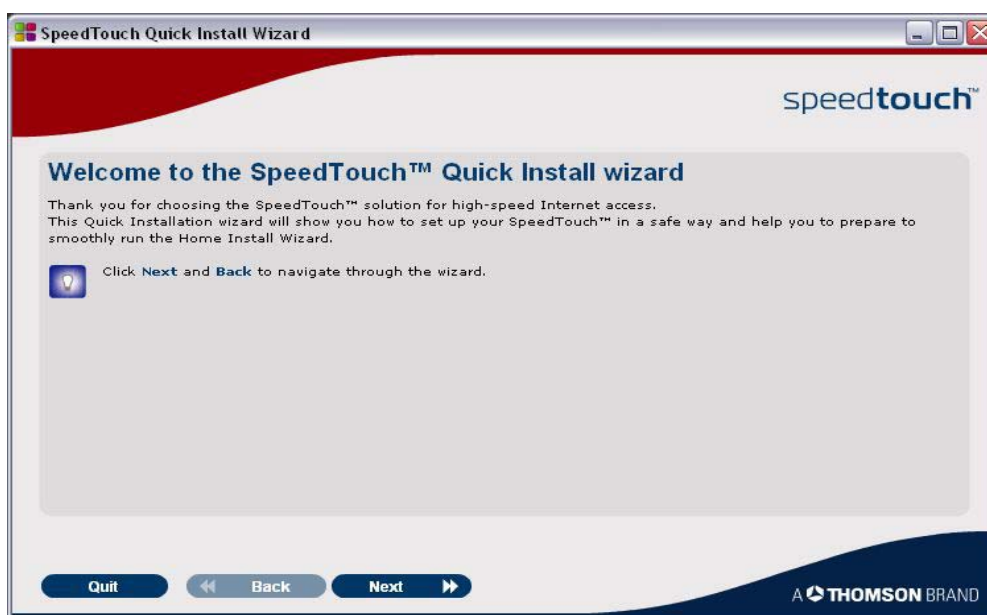 SpeedTouch Quick Install Wizard
speedtouch™
Welcome to the SpeedTouch™ Quick Install wizard
Thank you for choosing the SpeedTouch™ solution for high-speed Internet access.
This Quick Installation wizard will show you how to set up your SpeedTouch™ in a safe way and help you to prepare to
smoothly run the Home Install Wizard.
Click Next and Back to navigate through the wizard.
Quit
Back
Next
A THOMSON BRAND